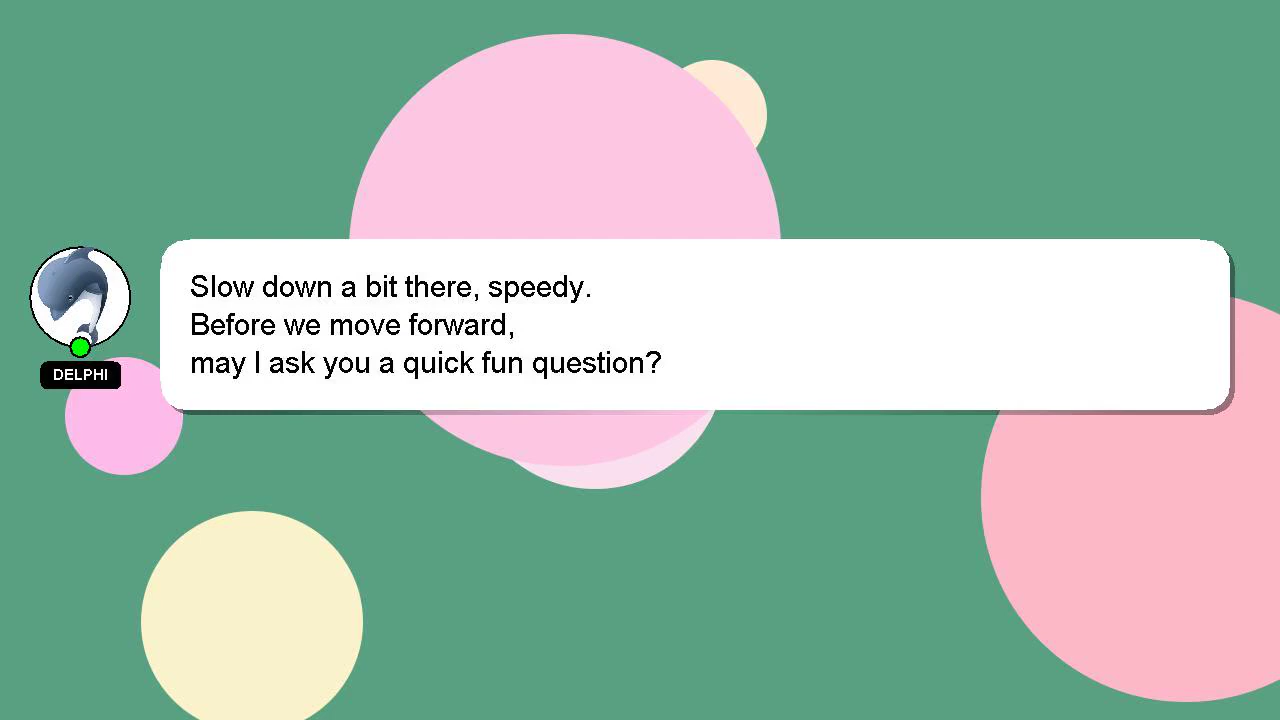 Slow down a bit there, speedy.
Before we move forward,
may I ask you a quick fun question?
DELPHI